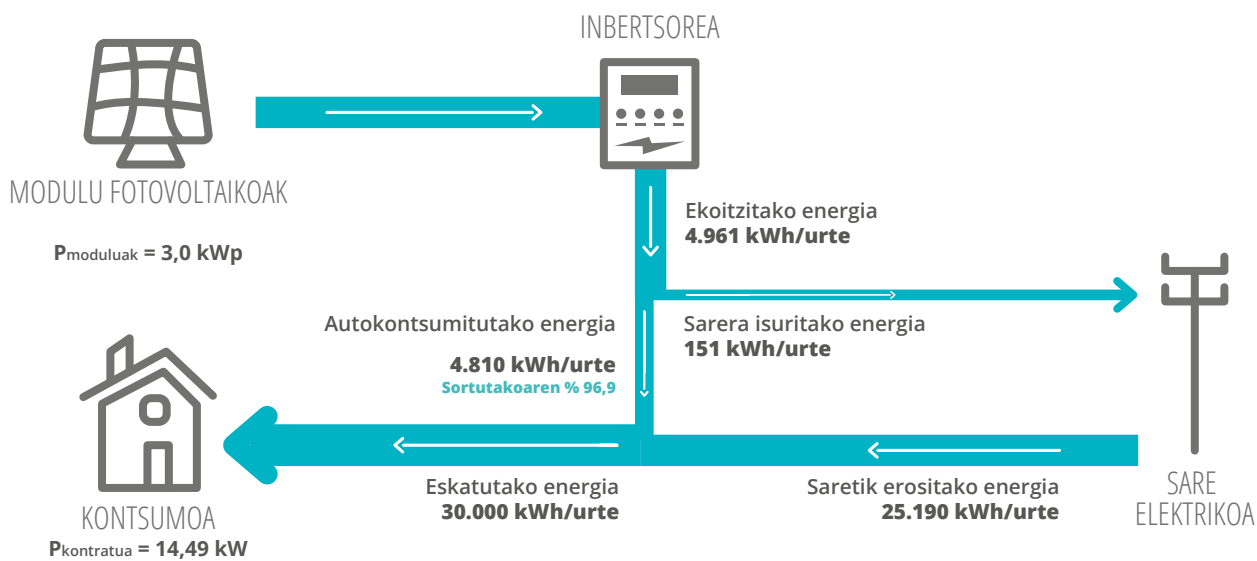 INBERTSOREA
MODULU FOTOVOLTAIKOAK
Pmoduluak = 3,0 kWp
Ekoitzitako energia
4.961 kWh/urte
Autokontsumitutako energia
4.810 kWh/urte
Sortutakoaren % 96,9
Sarera isuritako energia
151 kWh/urte
Eskatutako energia
30.000 kWh/urte
Saretik erositako energia
25.190 kWh/urte
SARE
ELEKTRIKOA
KONTSUMOA
Pkontratua = 14,49 kW